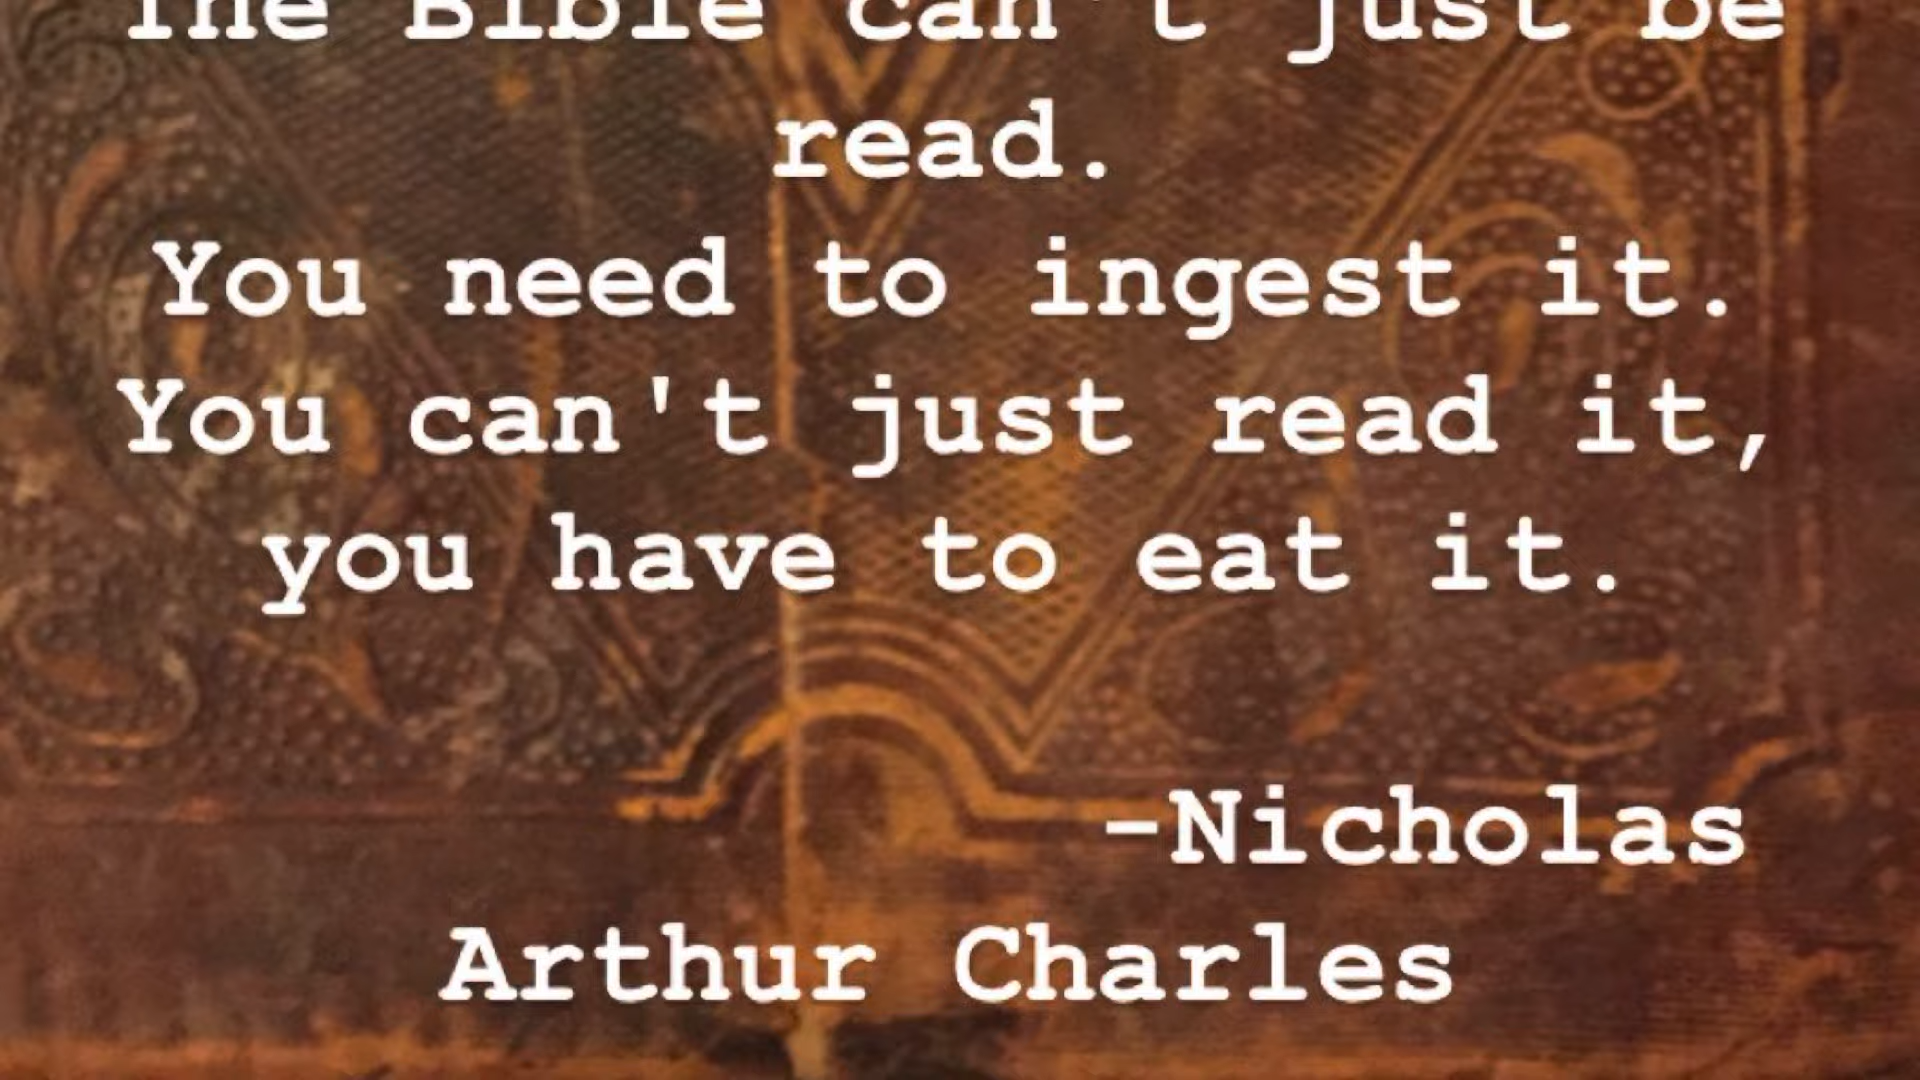 The Bible can't just be
read.
You need to ingest it.
You can't just read it,
you have to eat it.
-Nicholas
Arthur Charles